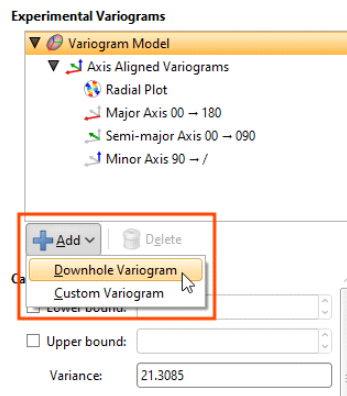 Experimental Variograms
Variogram Model
Axis Aligned Variograms
Radial Plot
Major Axis 00 → 180
Semi-major Axis 00 → 090
Minor Axis 90 → /
Add Delete
Downhole Variogram
Ca
Custom Variogram
Lower bound:
Upper bound:
Variance: 21.3085